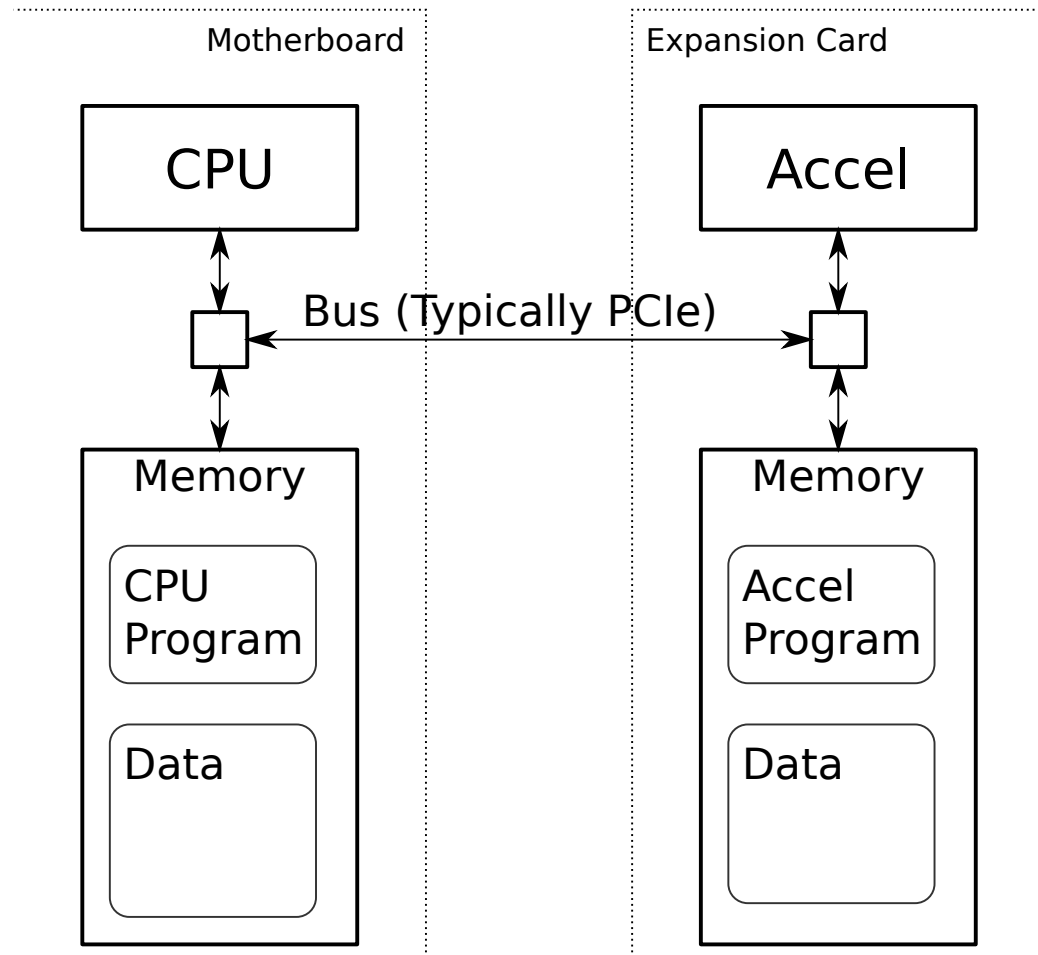 Motherboard
Expansion Card
CPU
Accel
Bus (Typically PCIe)
Memory
CPU
Program
Data
Memory
Accel
Program
Data